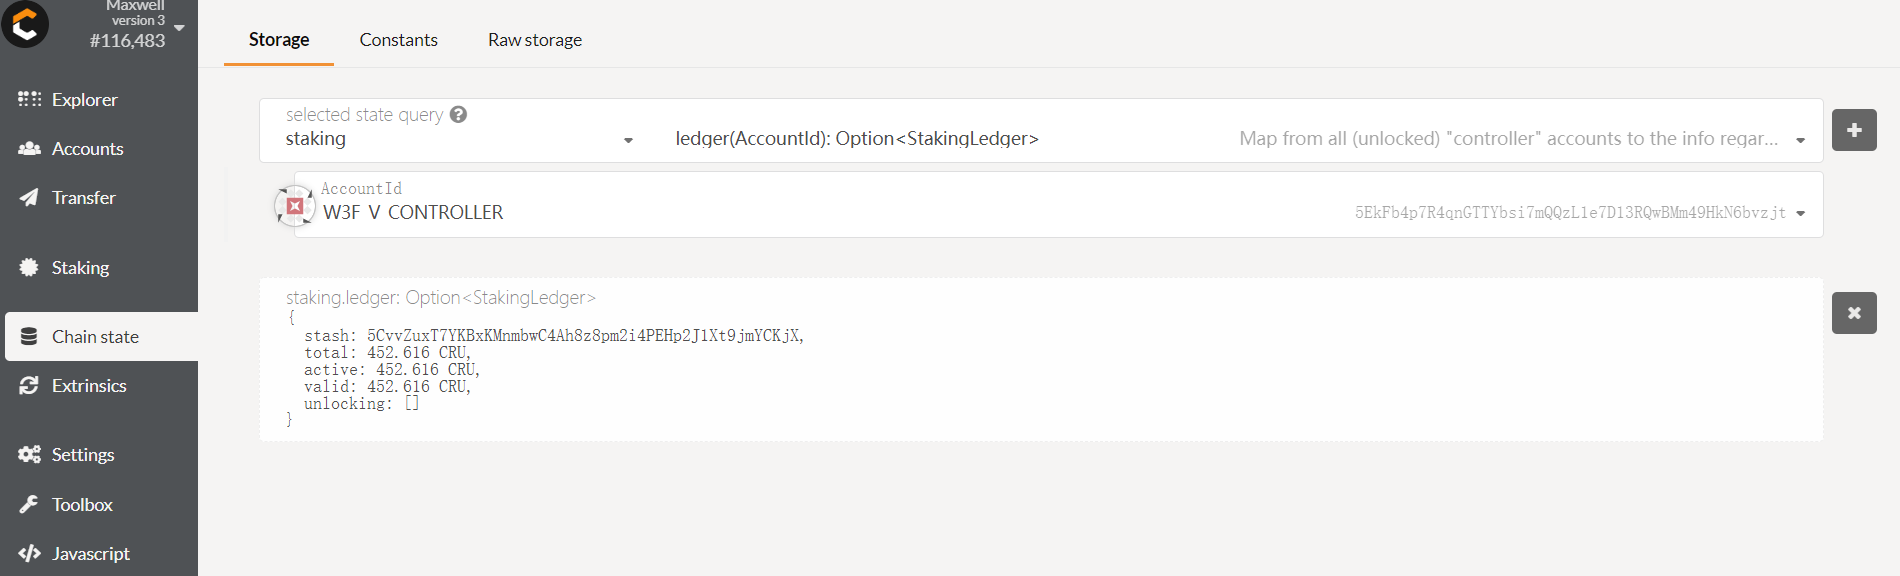 Maxwell
version 3
#116,483
Explorer
Accounts
Transfer
Staking
Chain state
Extrinsics
Settings
Toolbox
Javascript
Storage Constants Raw storage
selected state query
staking ledger(AccountId): Option<StakingLedger> Map from all (unlocked) "controller" accounts to the info regar...
AccountId
W3F V CONTROLLER 5EkFb4p7R4qnGTTYbsi7mQQzL1e7D13RQwBMm49HkN6bvzjt
staking.ledger: Option<StakingLedger>
{
stash: 5CvvZuxT7YKBxKMnmbwC4Ah8z8pm2i4PEHp2J1Xt9jmYCKjX,
total: 452.616 CRU,
active: 452.616 CRU,
valid: 452.616 CRU,
unlocking: []
}